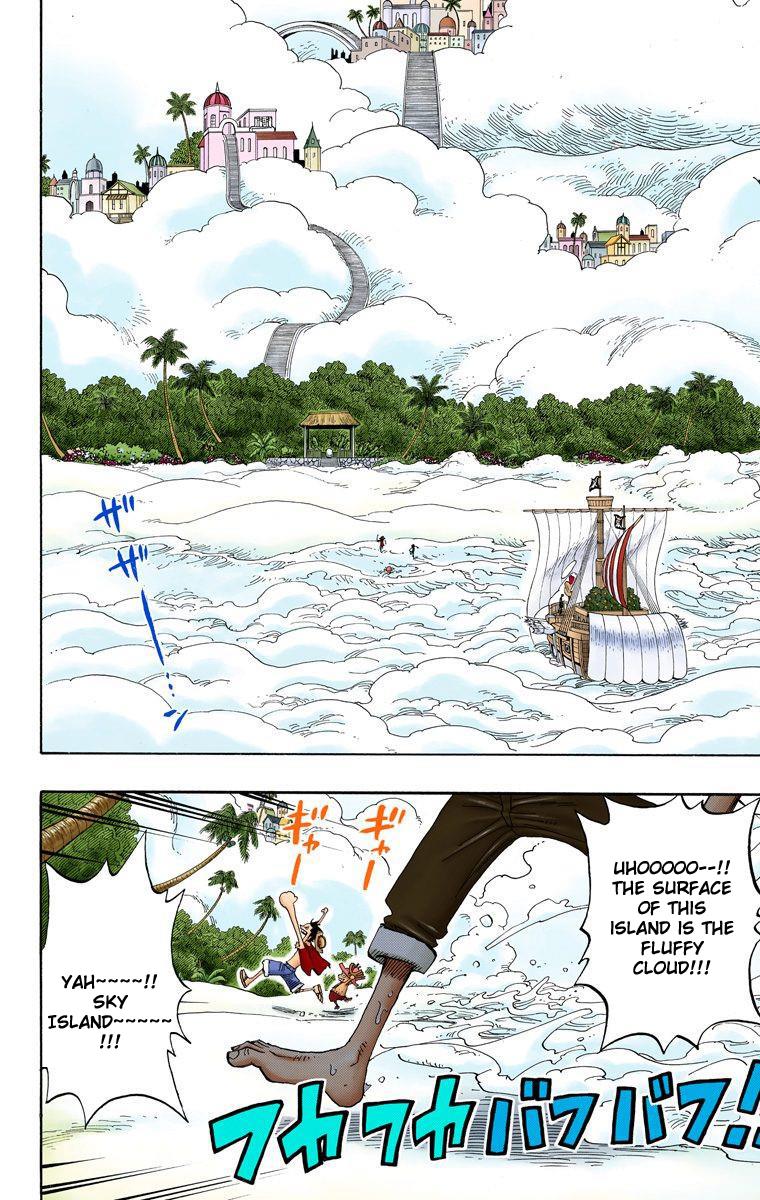 ザザ…ン
UHOOOOO--!!
THE SURFACE
OF THIS
ISLAND IS THE
FLUFFY
CLOUD!!!
ギャー
ギャー
YAH~~~~!!
SKY
ISLAND~~~~~
!!!
フカフカバフバフ!!